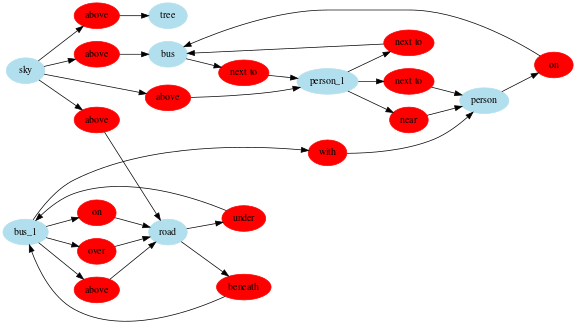 above
tree
above
bus
next to
sky
next to
person_1
next to
on
above
person
near
above
with
on
under
bus_1
road
over
above
beneath